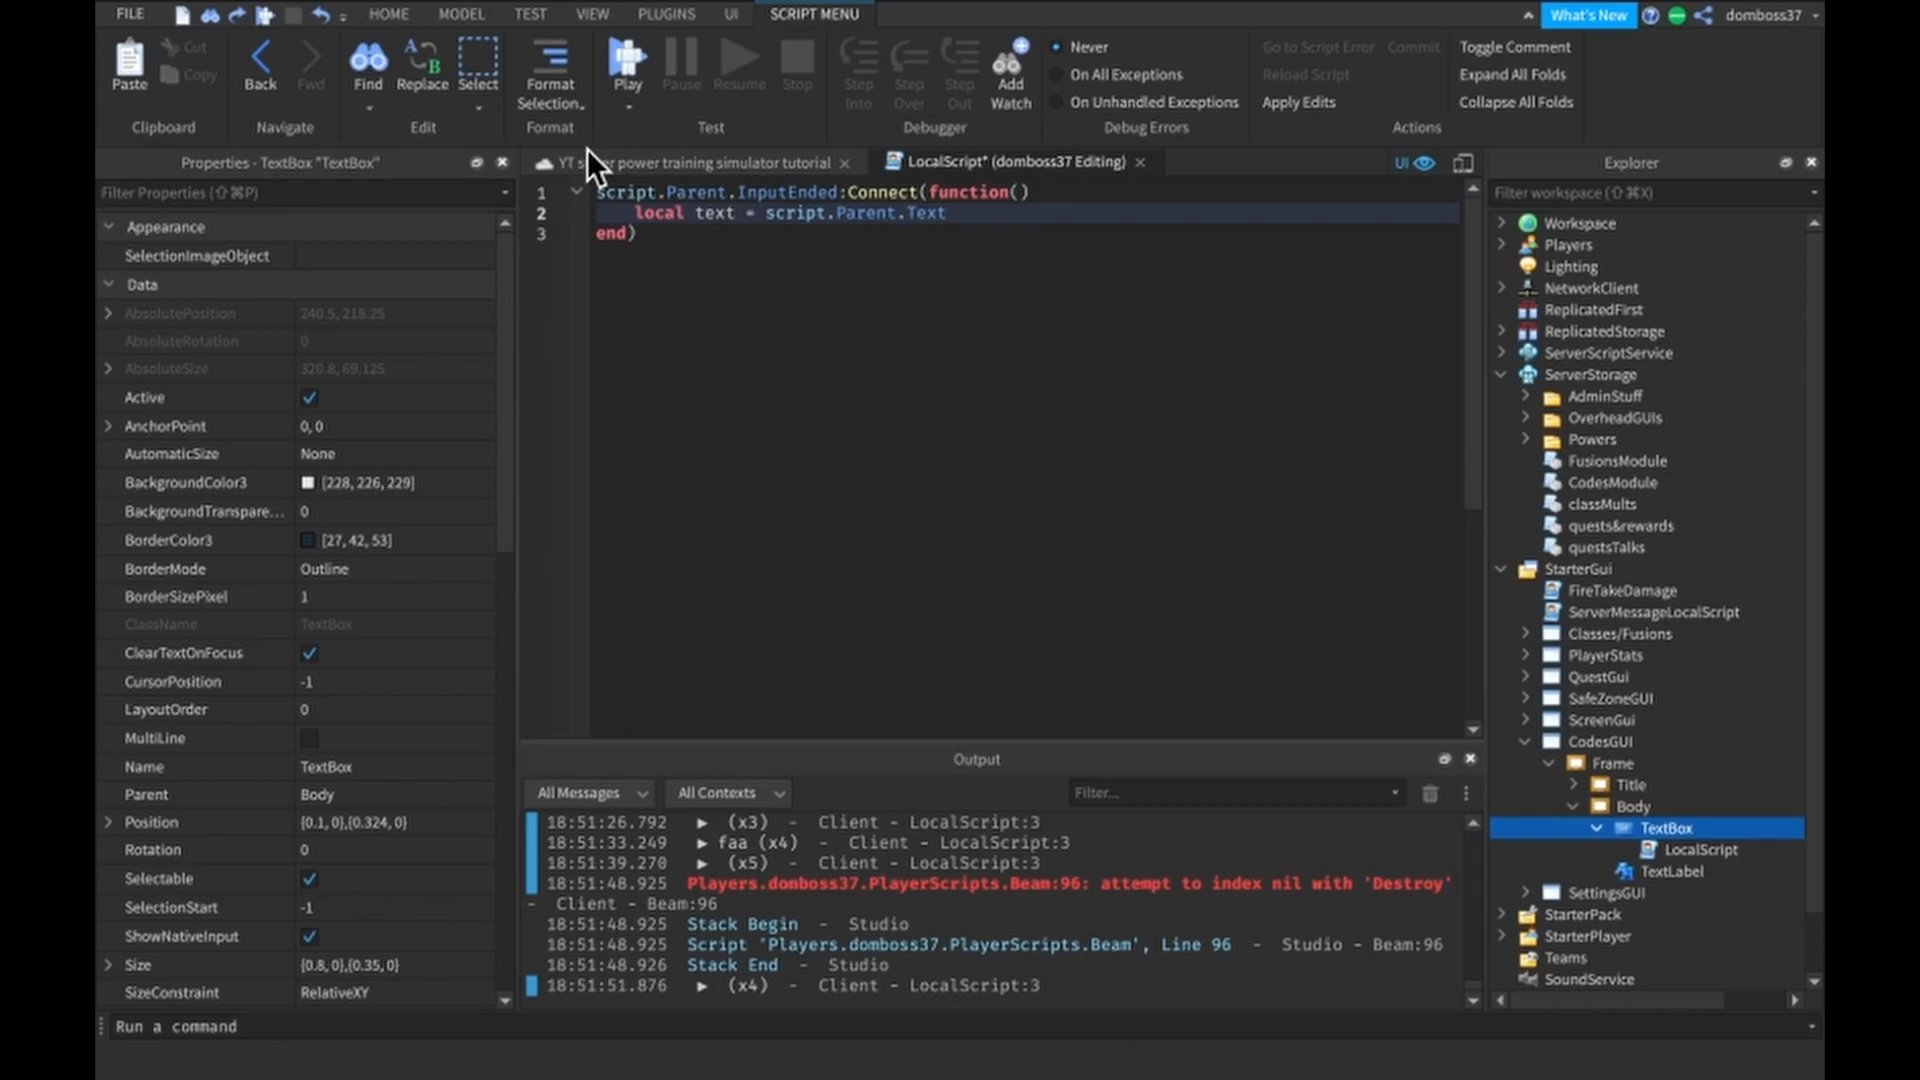 FILE HOME MODEL TEST VIEW PLUGINS UI SCRIPT MENU What's New domboss37
Paste Cut Copy Back Fwd Find Replace Select Format Selection Play Pause Resume Stop Step Into Step Over Step Out Add Watch
Never
On All Exceptions
On Unhandled Exceptions
Go to Script Error Commit
Reload Script
Apply Edits
Toggle Comment
Expand All Folds
Collapse All Folds
Clipboard Navigate Edit Format Test Debugger Debug Errors Actions
Properties - TextBox "TextBox"
Filter Properties (⇧⌘P)
Appearance
SelectionImageObject
Data
AbsolutePosition 240.5, 218.25
AbsoluteRotation 0
AbsoluteSize 320.8, 69.125
Active
AnchorPoint 0, 0
AutomaticSize None
BackgroundColor3 [228, 226, 229]
BackgroundTranspare... 0
BorderColor3 [27, 42, 53]
BorderMode Outline
BorderSizePixel 1
ClassName TextBox
ClearTextOnFocus
CursorPosition -1
LayoutOrder 0
MultiLine
Name TextBox
Parent Body
Position {0.1, 0},{0.324, 0}
Rotation 0
Selectable
SelectionStart -1
ShowNativeInput
Size {0.8, 0},{0.35, 0}
SizeConstraint RelativeXY
YT power training simulator tutorial LocalScript* (domboss37 Editing) UI
1 script.Parent.InputEnded:Connect(function()
2 local text = script.Parent.Text
3 end)
Output
All Messages All Contexts Filter...
18:51:26.792 ▶ (x3) - Client - LocalScript:3
18:51:33.249 ▶ faa (x4) - Client - LocalScript:3
18:51:39.270 ▶ (x5) - Client - LocalScript:3
18:51:48.925 Players.domboss37.PlayerScripts.Beam:96: attempt to index nil with 'Destroy'
- Client - Beam:96
18:51:48.925 Stack Begin - Studio
18:51:48.925 Script 'Players.domboss37.PlayerScripts.Beam', Line 96 - Studio - Beam:96
18:51:48.926 Stack End - Studio
18:51:51.876 ▶ (x4) - Client - LocalScript:3
Explorer
Filter workspace (⇧⌘X)
Workspace
Players
Lighting
NetworkClient
ReplicatedFirst
ReplicatedStorage
ServerScriptService
ServerStorage
AdminStuff
OverheadGUIs
Powers
FusionsModule
CodesModule
classMults
quests&rewards
questsTalks
StarterGui
FireTakeDamage
ServerMessageLocalScript
Classes/Fusions
PlayerStats
QuestGui
SafeZoneGUI
ScreenGui
CodesGUI
Frame
Title
Body
TextBox
LocalScript
TextLabel
SettingsGUI
StarterPack
StarterPlayer
Teams
SoundService
Run a command